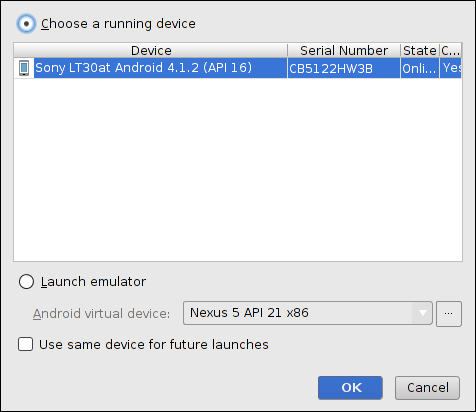 Choose a running device
Device Serial Number State C...
Sony LT30at Android 4.1.2 (API 16) CB5122HW3B Onli... Yes
Launch emulator
Android virtual device: Nexus 5 API 21 x86 ...
Use same device for future launches
OK Cancel